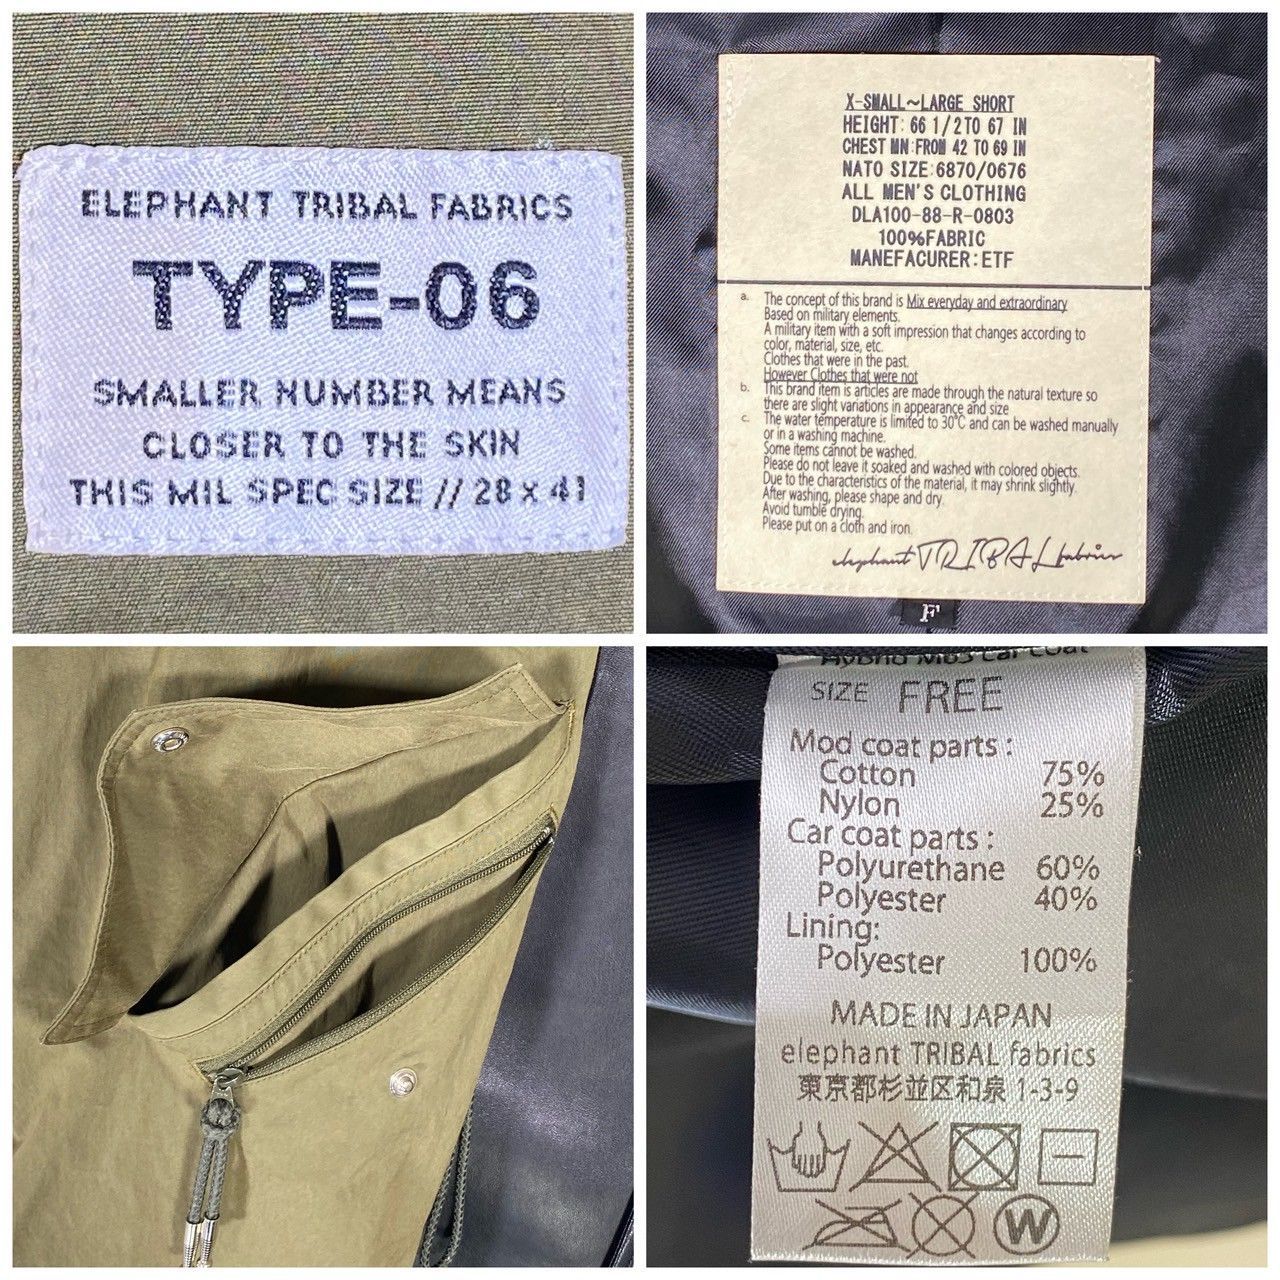 ELEPHANT TRIBAL FABRICS
TYPE-06
SMALLER NUMBER MEANS
CLOSER TO THE SKIN
THIS MIL SPEC SIZE // 28 x 41
X-SMALL~LARGE SHORT
HEIGHT: 66 1/2TO 67 IN
CHEST MN:FROM 42 TO 69 IN
NATO SIZE:6870/0676
ALL MEN'S CLOTHING
DLA100-88-R-0803
100%FABRIC
MANEFACURER:ETF
a. The concept of this brand is Mix everyday and extraordinary
Based on military elements.
A military item with a soft impression that changes according to
color, material, size, etc.
Clothes that were in the past.
However Clothes that were not
b. This brand item is articles are made through the natural texture so
there are slight variations in appearance and size
c. The water temperature is limited to 30°C and can be washed manually
or in a washing machine.
Some items cannot be washed.
Please do not leave it soaked and washed with colored objects.
Due to the characteristics of the material, it may shrink slightly.
After washing, please shape and dry.
Avoid tumble drying.
Please put on a cloth and iron.
elephant TRIBAL fabrics
F
Hybrid M65 Car Coat
SIZE FREE
Mod coat parts :
Cotton 75%
Nylon 25%
Car coat parts :
Polyurethane 60%
Polyester 40%
Lining:
Polyester 100%
MADE IN JAPAN
elephant TRIBAL fabrics
東京都杉並区和泉 1-3-9
W